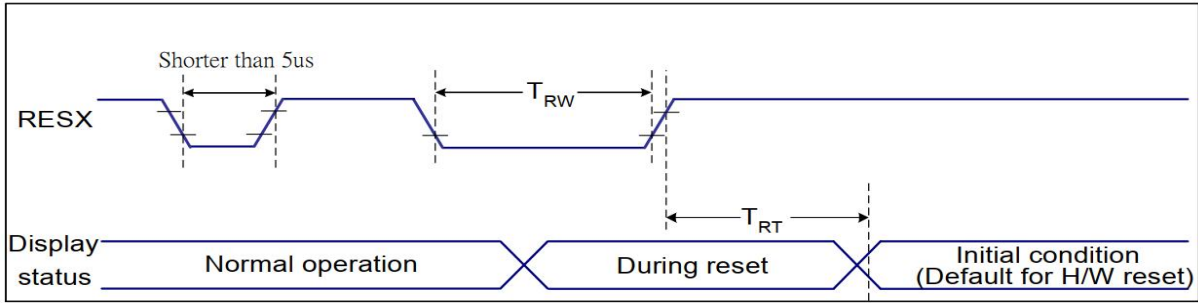 Shorter than 5us
RESX
TRW
TRT
Display
status
Normal operation
During reset
Initial condition
(Default for H/W reset)